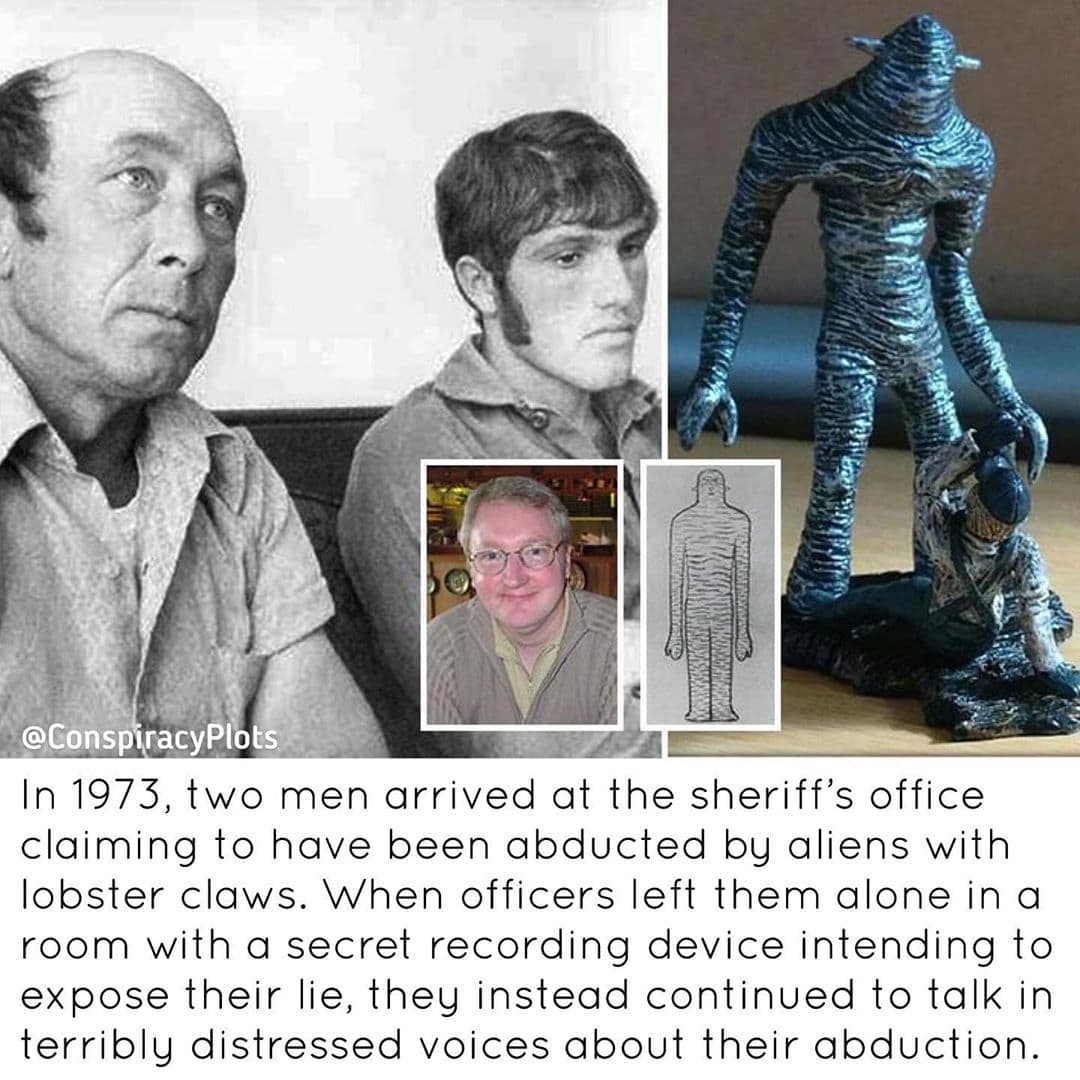 @ConspiracyPlots
In 1973, two men arrived at the sheriff's office
claiming to have been abducted by aliens with
lobster claws. When officers left them alone in a
room with a secret recording device intending to
expose their lie, they instead continued to talk in
terribly distressed voices about their abduction.